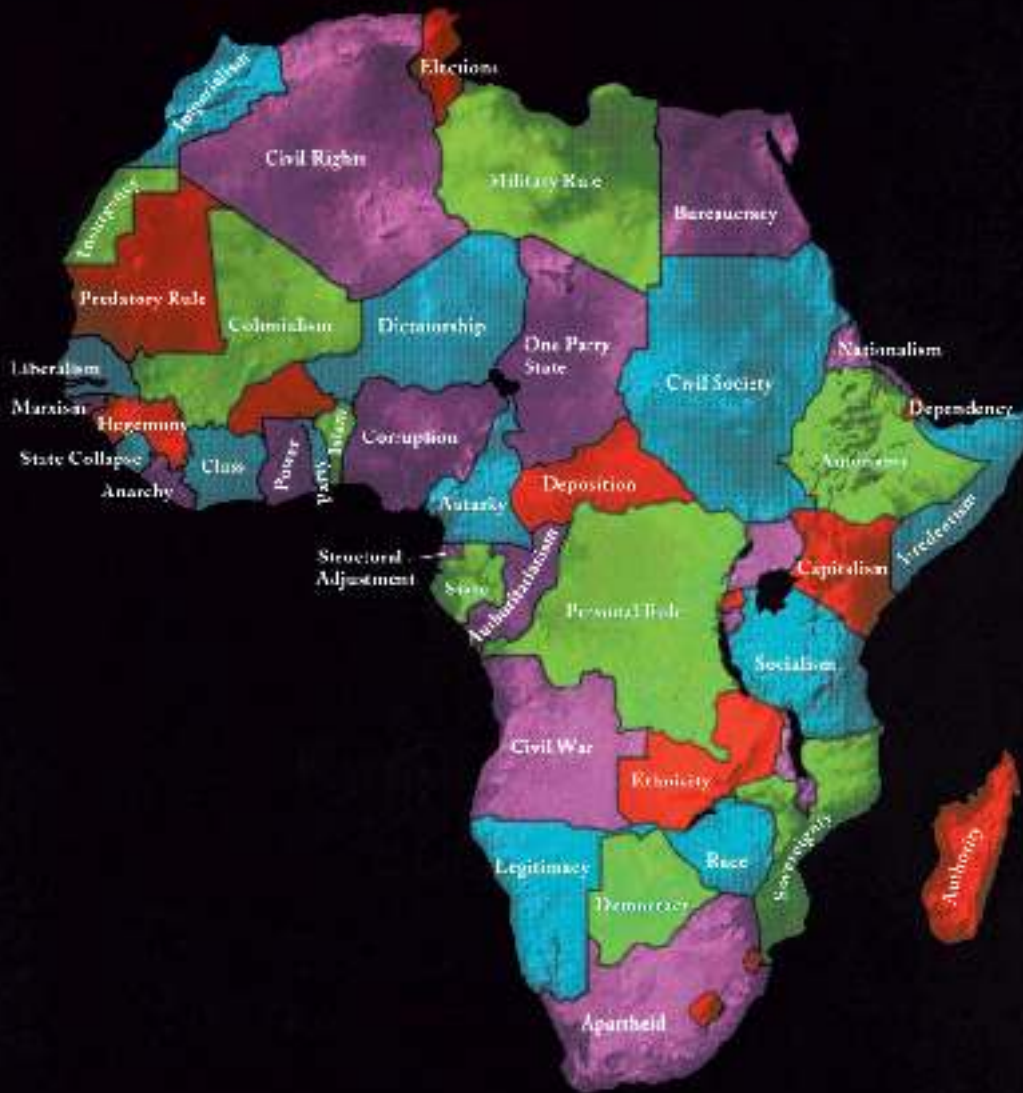 Imperialism
Elections
Civil Rights
Military Rule
Bureaucracy
Insurgency
Predatory Rule
Colonialism
Dictatorship
One Party
State
Civil Society
Nationalism
Dependency
Liberalism
Marxism
Hegemony
State Collapse
Anarchy
Class
Power
Party
Islam
Corruption
Autarky
Deposition
Autonomy
Irredentism
Structural
Adjustment
State
Authoritarianism
Personal Rule
Capitalism
Socialism
Civil War
Ethnicity
Legitimacy
Democracy
Race
Sovereignty
Authority
Apartheid